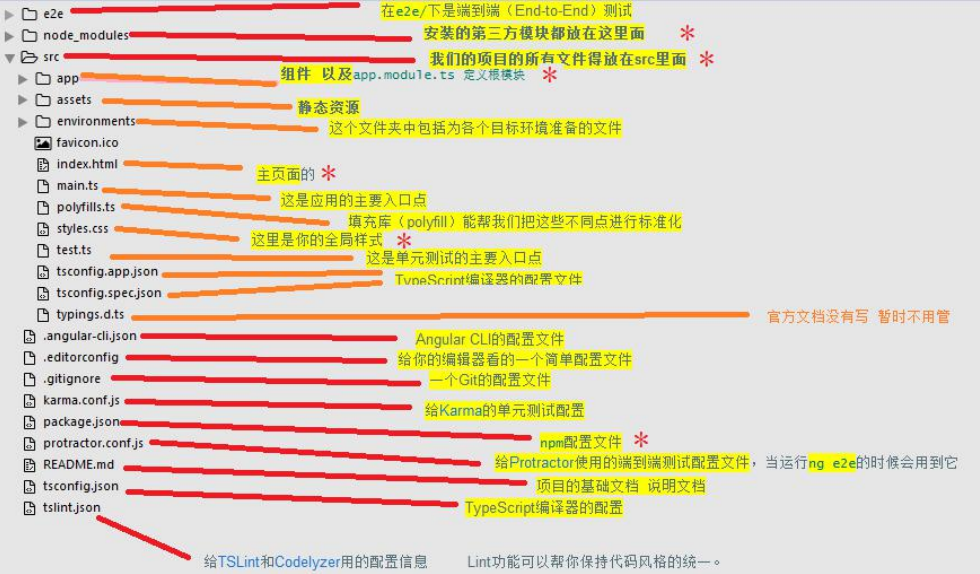 e2e 在e2e/下是端到端（End-to-End）测试
node_modules 安装的第三方模块都放在这里面 *
src 我们的项目的所有文件得放在src里面 *
app 组件 以及app.module.ts 定义根模块 *
assets 静态资源
environments 这个文件夹中包括为各个目标环境准备的文件
favicon.ico
index.html 主页面的 *
main.ts 这是应用的主要入口点
polyfills.ts 填充库（polyfill）能帮我们把这些不同点进行标准化
styles.css 这里是你的全局样式 *
test.ts 这是单元测试的主要入口点
tsconfig.app.json TypeScript编译器的配置文件
tsconfig.spec.json
typings.d.ts 官方文档没有写 暂时不用管
.angular-cli.json Angular CLI的配置文件
.editorconfig 给你的编辑器看的一个简单配置文件
.gitignore 一个Git的配置文件
karma.conf.js 给Karma的单元测试配置
package.json npm配置文件 *
protractor.conf.js 给Protractor使用的端到端测试配置文件，当运行ng e2e的时候会用到它
README.md 项目的基础文档 说明文档
tsconfig.json TypeScript编译器的配置
tslint.json
给TSLint和Codelyzer用的配置信息 Lint功能可以帮你保持代码风格的统一。